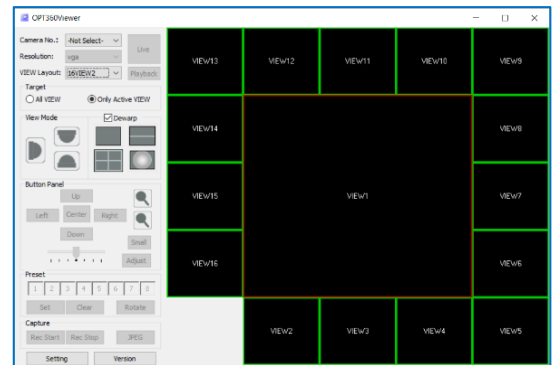 OPT360Viewer
Camera No.: -Not Select-
Live
Resolution: vga
VIEW Layout: 16VIEW2 Playback
Target
All VIEW Only Active VIEW
View Mode Dewarp
Button Panel
Up
Left Center Right
Down
Small
Adjust
Preset
1 2 3 4 5 6 7 8
Set Clear Rotate
Capture
Rec Start Rec Stop JPEG
Setting Version
VIEW13 VIEW12 VIEW11 VIEW10 VIEW9
VIEW14 VIEW8
VIEW15 VIEW1 VIEW7
VIEW16 VIEW6
VIEW2 VIEW3 VIEW4 VIEW5